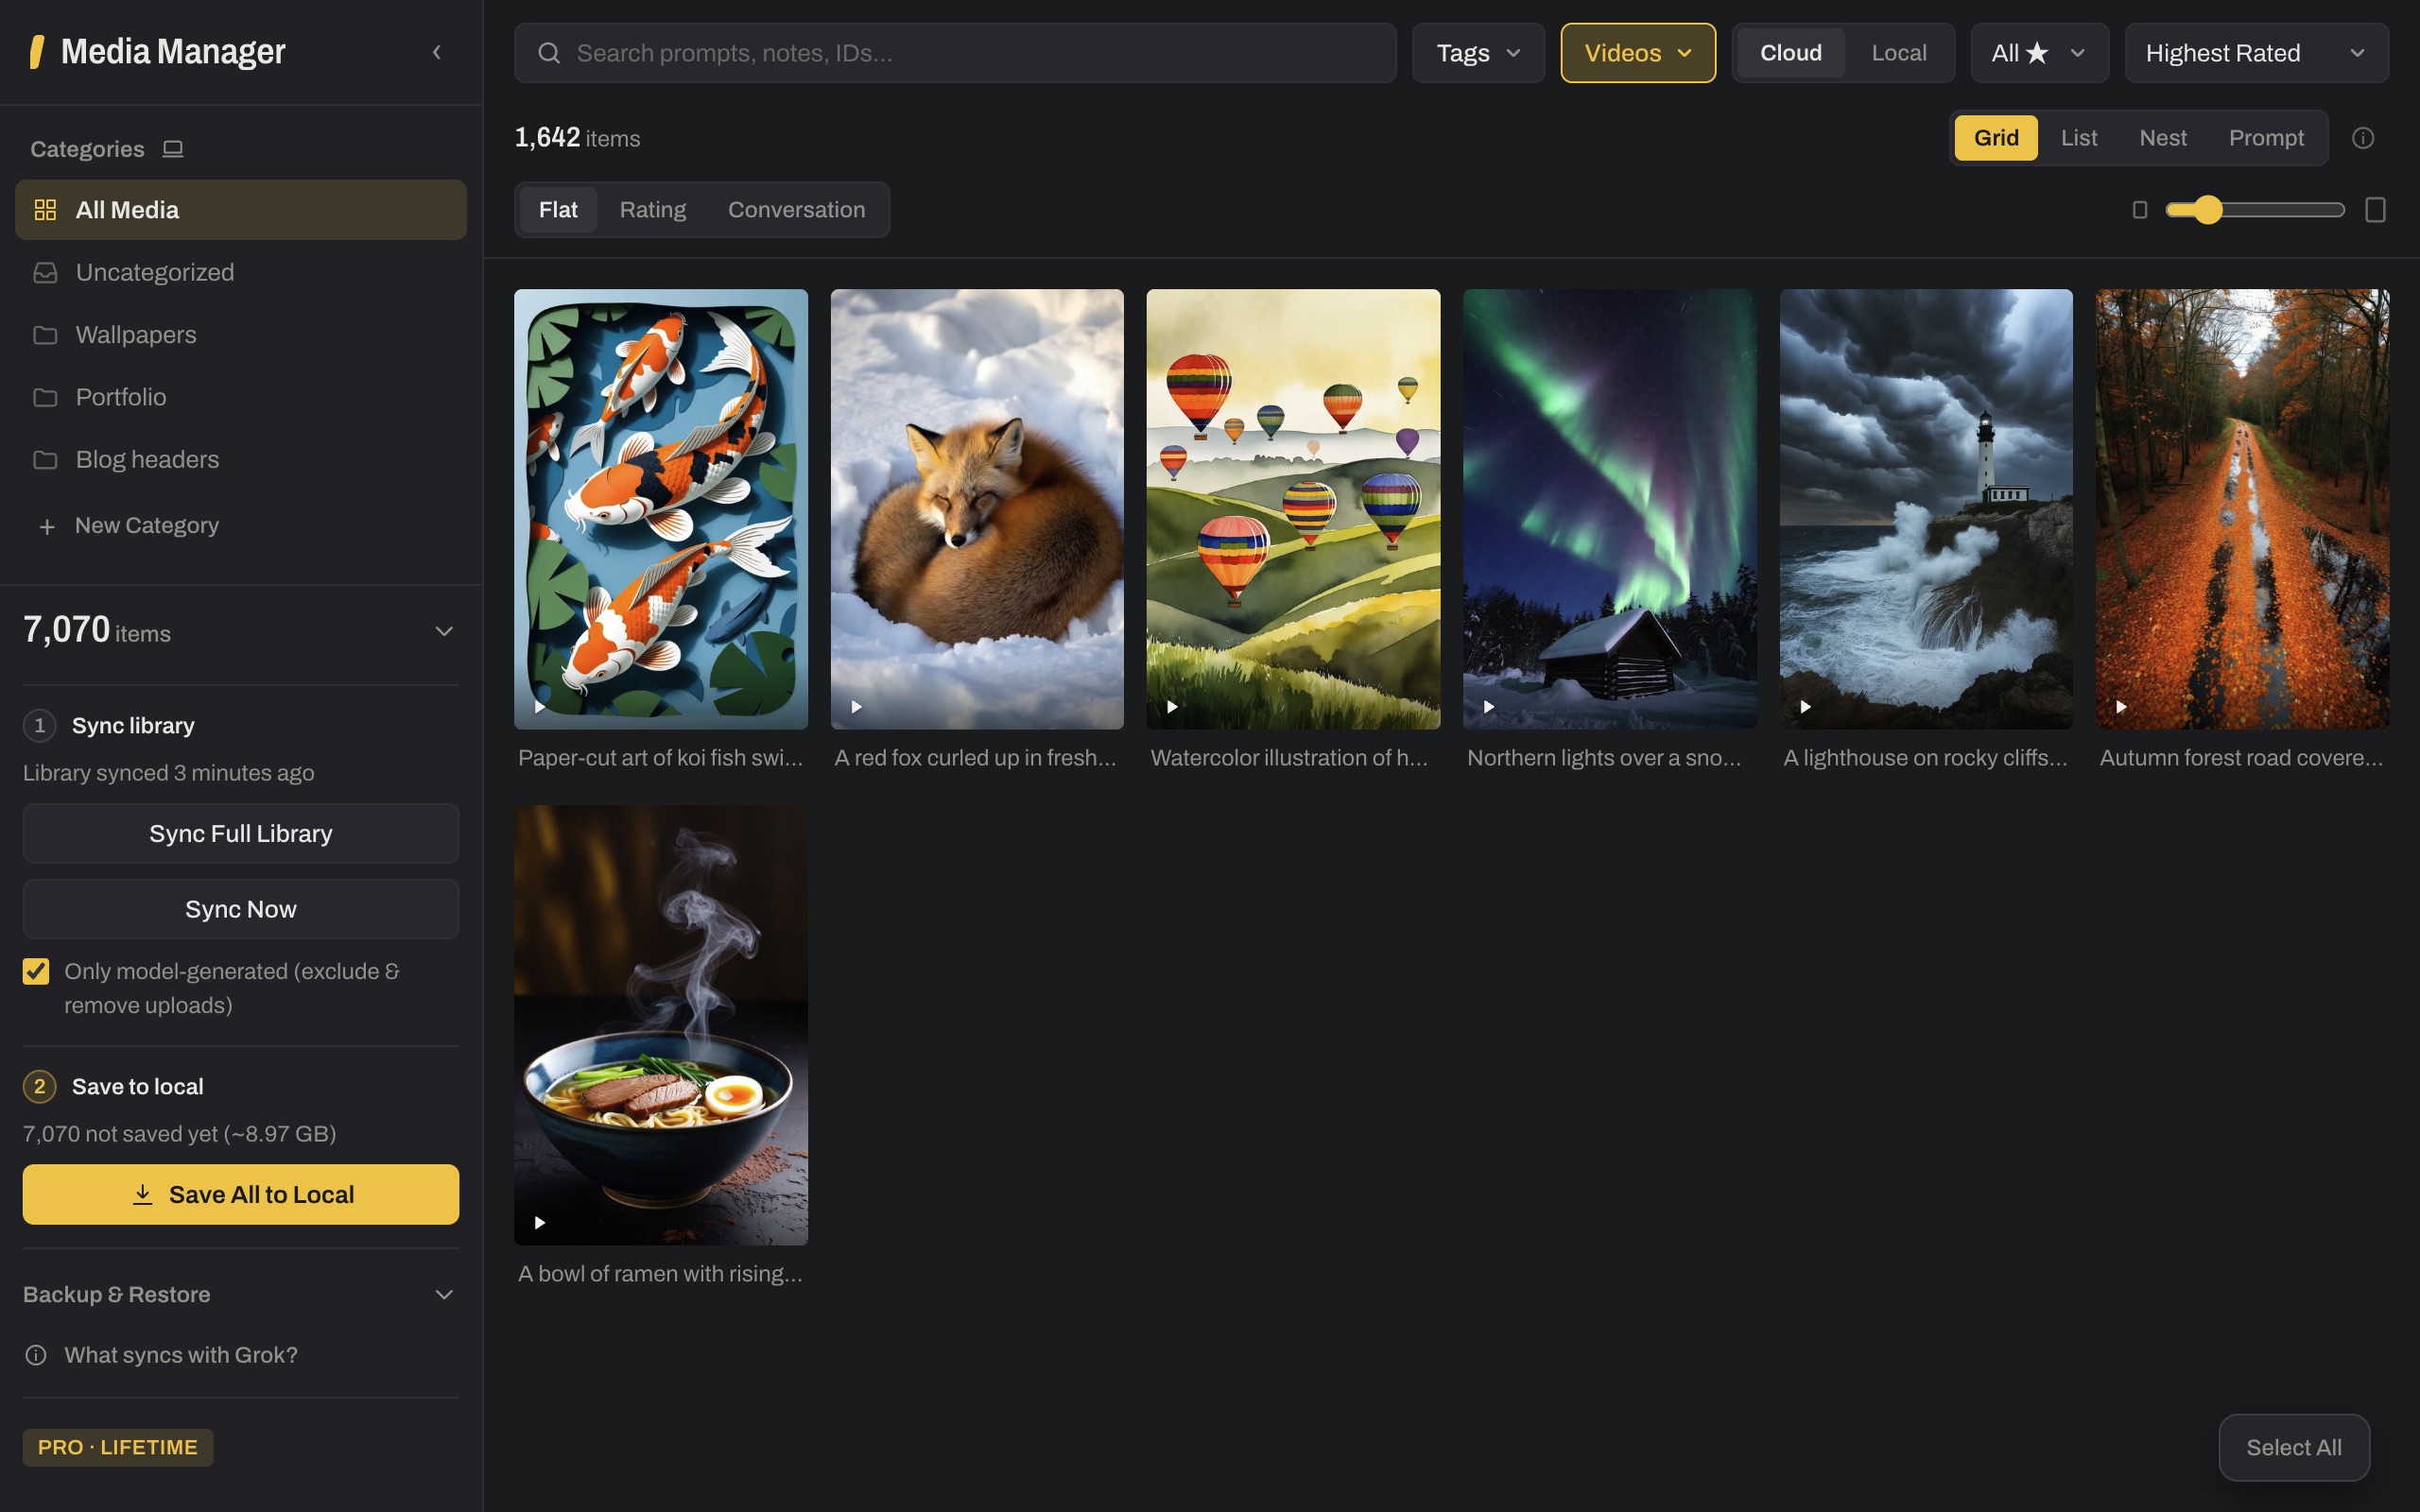 Media Manager
Categories
All Media
Uncategorized
Wallpapers
Portfolio
Blog headers
New Category
7,070 items
1 Sync library
Library synced 3 minutes ago
Sync Full Library
Sync Now
Only model-generated (exclude &
remove uploads)
2 Save to local
7,070 not saved yet (~8.97 GB)
Save All to Local
Backup & Restore
What syncs with Grok?
PRO · LIFETIME
Search prompts, notes, IDs...
Tags
Videos
Cloud Local
All ★
Highest Rated
1,642 items
Grid List Nest Prompt
Flat Rating Conversation
Paper-cut art of koi fish swi...
A red fox curled up in fresh...
Watercolor illustration of h...
Northern lights over a sno...
A lighthouse on rocky cliffs...
Autumn forest road covere...
A bowl of ramen with rising...
Select All